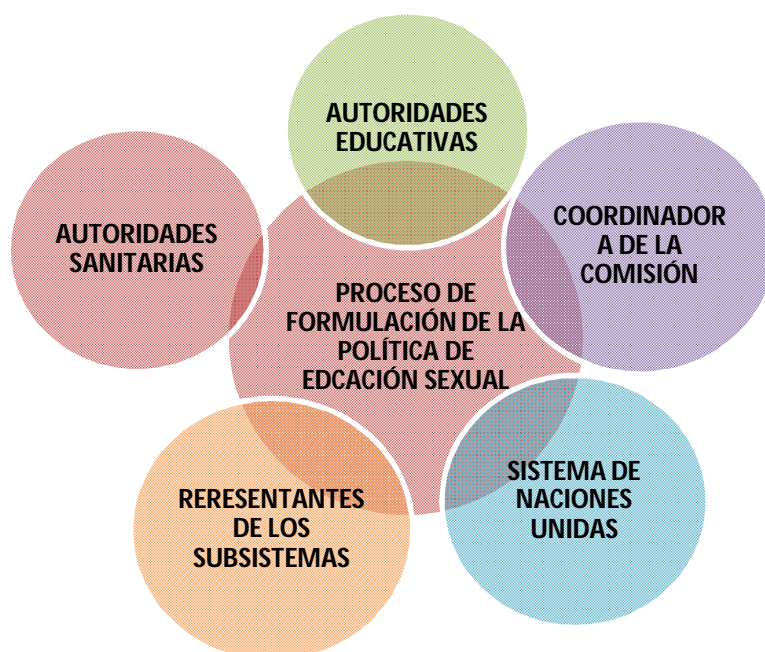 AUTORIDADES
EDUCATIVAS
COORDINADOR
A DE LA
COMISIÓN
AUTORIDADES
SANITARIAS
PROCESO DE
FORMULACIÓN DE LA
POLÍTICA DE
EDCACIÓN SEXUAL
SISTEMA DE
NACIONES
UNIDAS
RERESENTANTES
DE LOS
SUBSISTEMAS